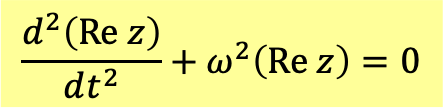 d²(Re z)/dt² + ω²(Re z) = 0